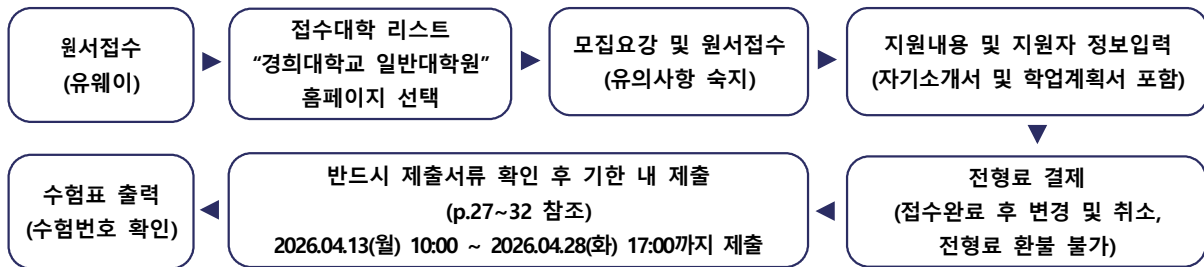 원서접수
(유웨이)
접수대학 리스트
“경희대학교 일반대학원”
홈페이지 선택
모집요강 및 원서접수
(유의사항 숙지)
지원내용 및 지원자 정보입력
(자기소개서 및 학업계획서 포함)
전형료 결제
(접수완료 후 변경 및 취소,
전형료 환불 불가)
반드시 제출서류 확인 후 기한 내 제출
(p.27~32 참조)
2026.04.13(월) 10:00 ~ 2026.04.28(화) 17:00까지 제출
수험표 출력
(수험번호 확인)